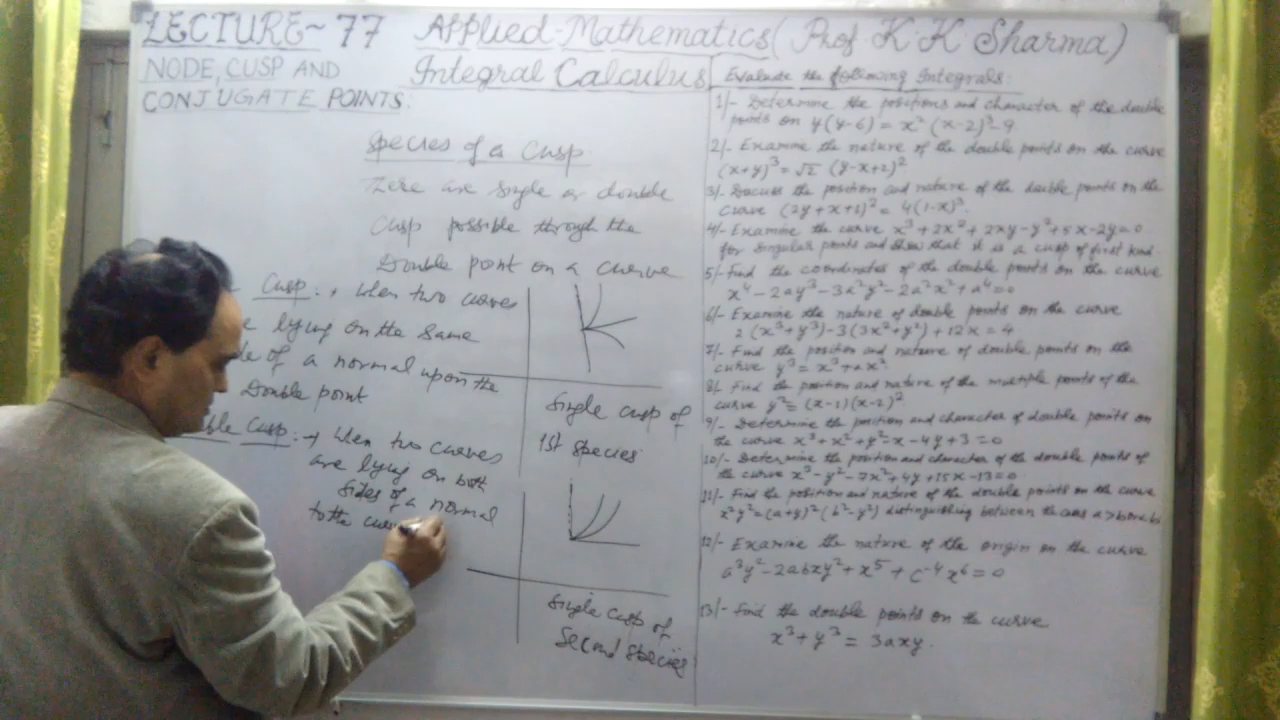 LECTURE~77 Applied-Mathematics (Prof K.K Sharma)
NODE, CUSP AND
CONJUGATE POINTS:
Integral Calculus
Species of a Cusp
There are single or double
Cusp possible through the
Double point on a curve
Cusp :→ When two curves
lying on the same
of a normal upon the
Double point
Cusp :→ When two curves
are lying on both
sides of a normal
to the
Single cusp of
1st species
Single cusp of
Second species
Evaluate the following Integrals:
1/- Determine the positions and character of the double
points on y(y-6) = x² (x-2)³-9
2/- Examine the nature of the double points on the curve
(x+y)³ = √2 (y-x+2)²
3/- Discuss the position and nature of the double points on the
curve (2y+x+1)² = 4(1-x)⁵
4/- Examine the curve x³+2x²+2xy-y²+5x-2y=0
for singular points and show that it is a cusp of first kind.
5/- Find the coordinates of the double points on the curve
x⁴-2ay³-3a²y²-2a²x²+a⁴=0
6/- Examine the nature of double points on the curve
2(x³+y³)-3(3x²+y²)+12x=4
7/- Find the position and nature of double points on the
curve y³= x³+ax²
8/- Find the position and nature of the multiple points of the
curve y²= (x-1)(x-2)²
9/- Determine the position and character of double points on
the curve x³+x²+y²-x-4y+3=0
10/- Determine the position and character of the double points of
the curve x³-y²-7x²+4y+15x-13=0
11/- Find the position and nature of the double points on the curve
x²y²=(a+y)²(b²-y²) distinguishing between the cases
12/- Examine the nature of the origin on the curve
a³y²-2abxy²+x⁵+c⁻⁴x⁶=0
13/- Find the double points on the curve
x³+y³ = 3axy.